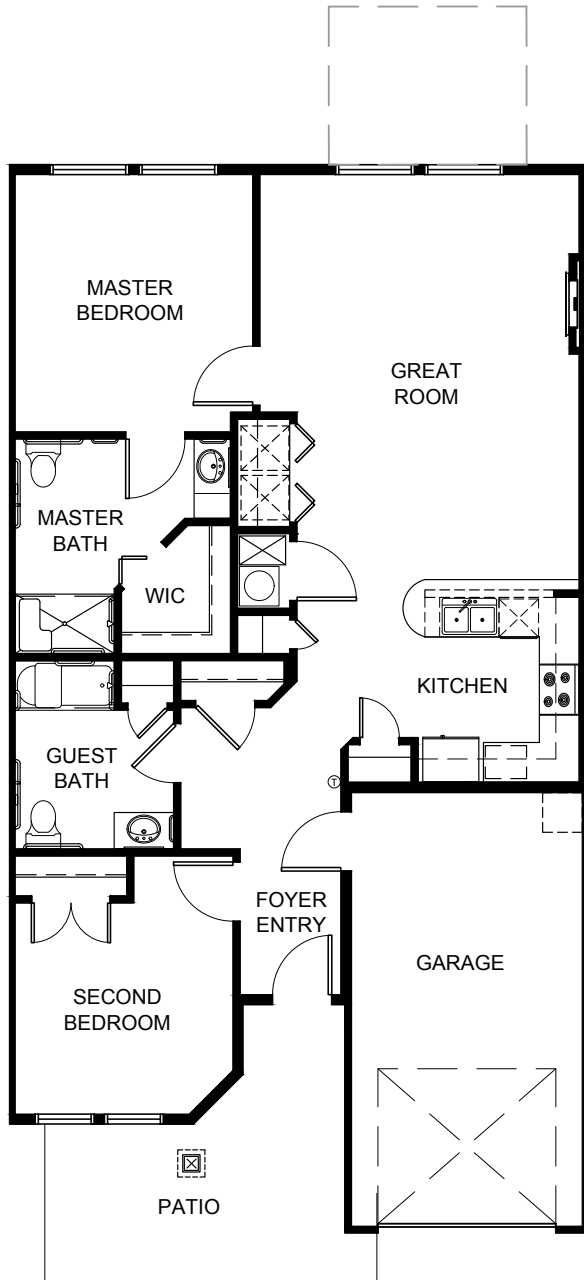 MASTER
BEDROOM
GREAT
ROOM
MASTER
BATH
WIC
KITCHEN
GUEST
BATH
T
FOYER
ENTRY
GARAGE
SECOND
BEDROOM
PATIO